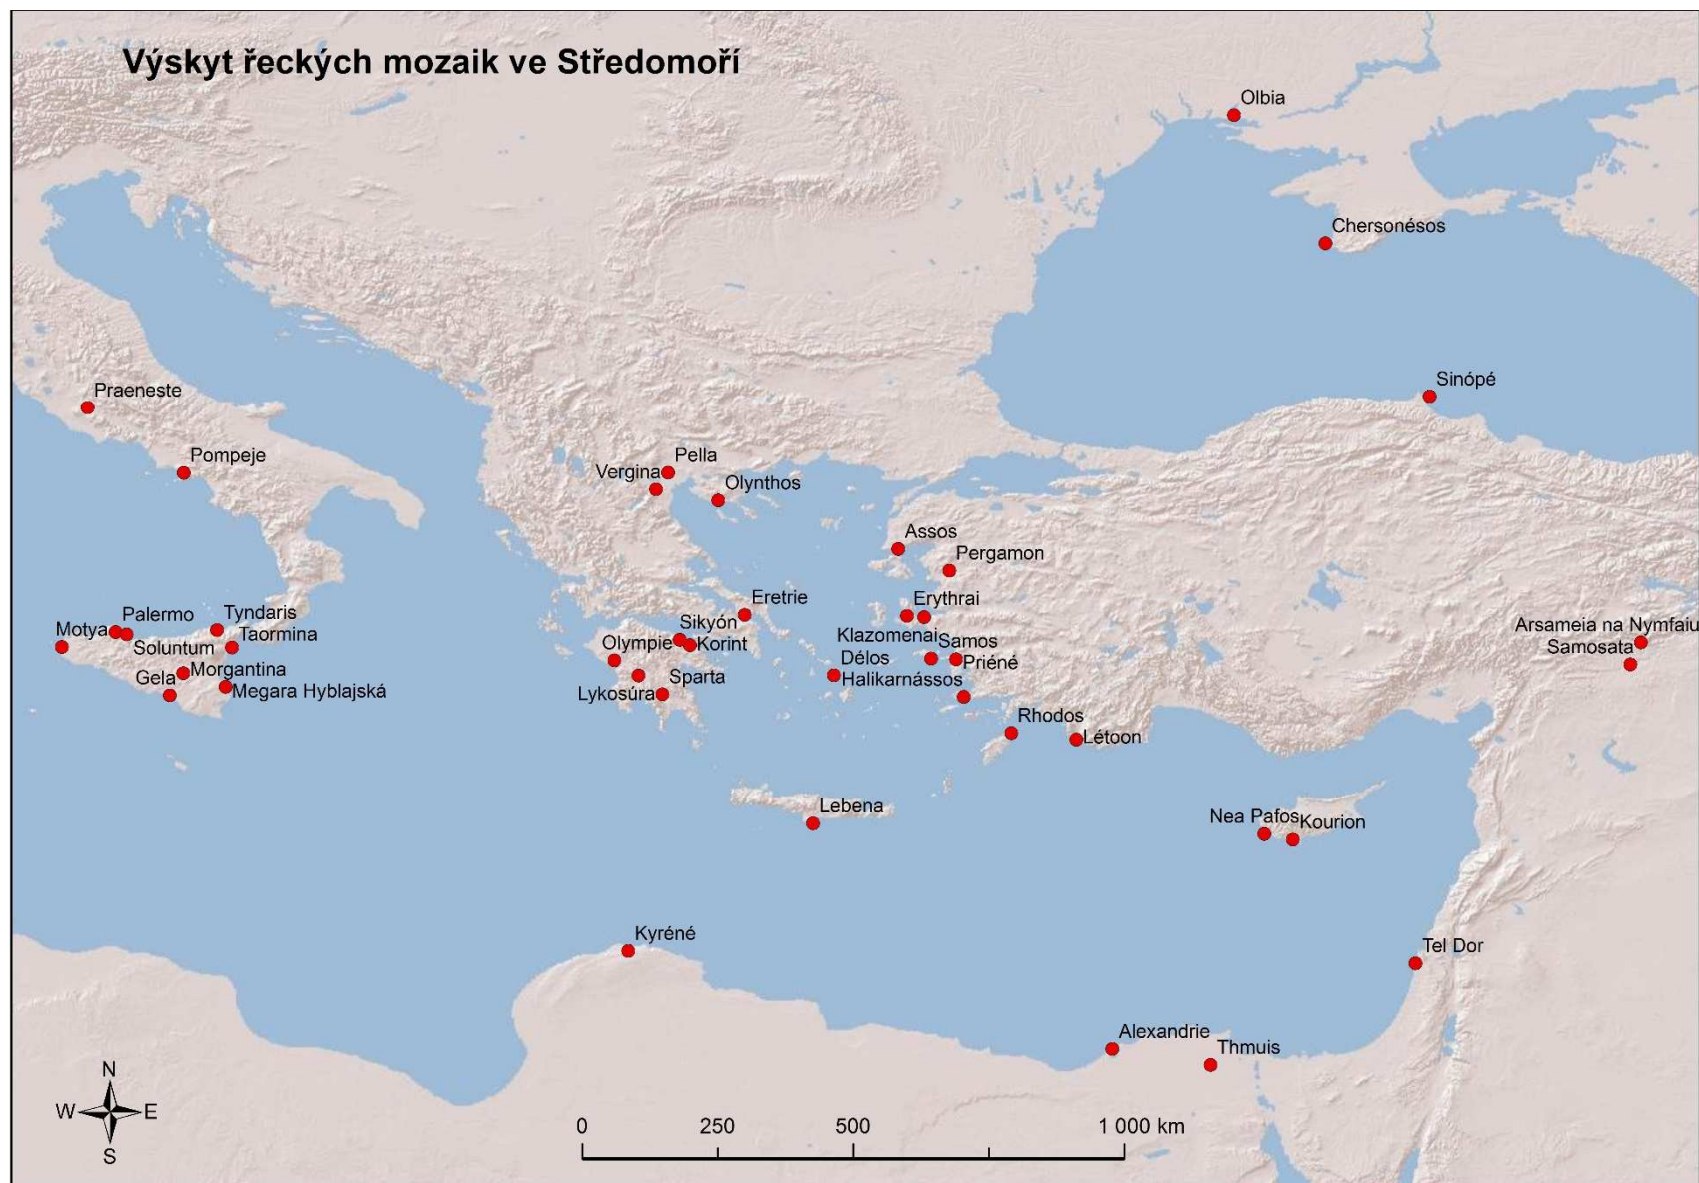 Výskyt řeckých mozaik ve Středomoří
Olbia
Chersonésos
Sinópé
Praeneste
Pompeje
Pella
Vergina
Olynthos
Assos
Pergamon
Eretrie
Erythrai
Tyndaris
Palermo
Motya
Taormina
Soluntum
Sikyón
Olympie
Korint
Klazomenai
Samos
Arsameia na Nymfaiu
Samosata
Délos
Priéné
Morgantina
Gela
Megara Hyblajská
Sparta
Lykosúra
Halikarnássos
Rhodos
Létoon
Lebena
Nea Pafos
Kourion
Kyréné
Tel Dor
Alexandrie
Thmuis
N
W
E
S
0
250
500
1 000 km